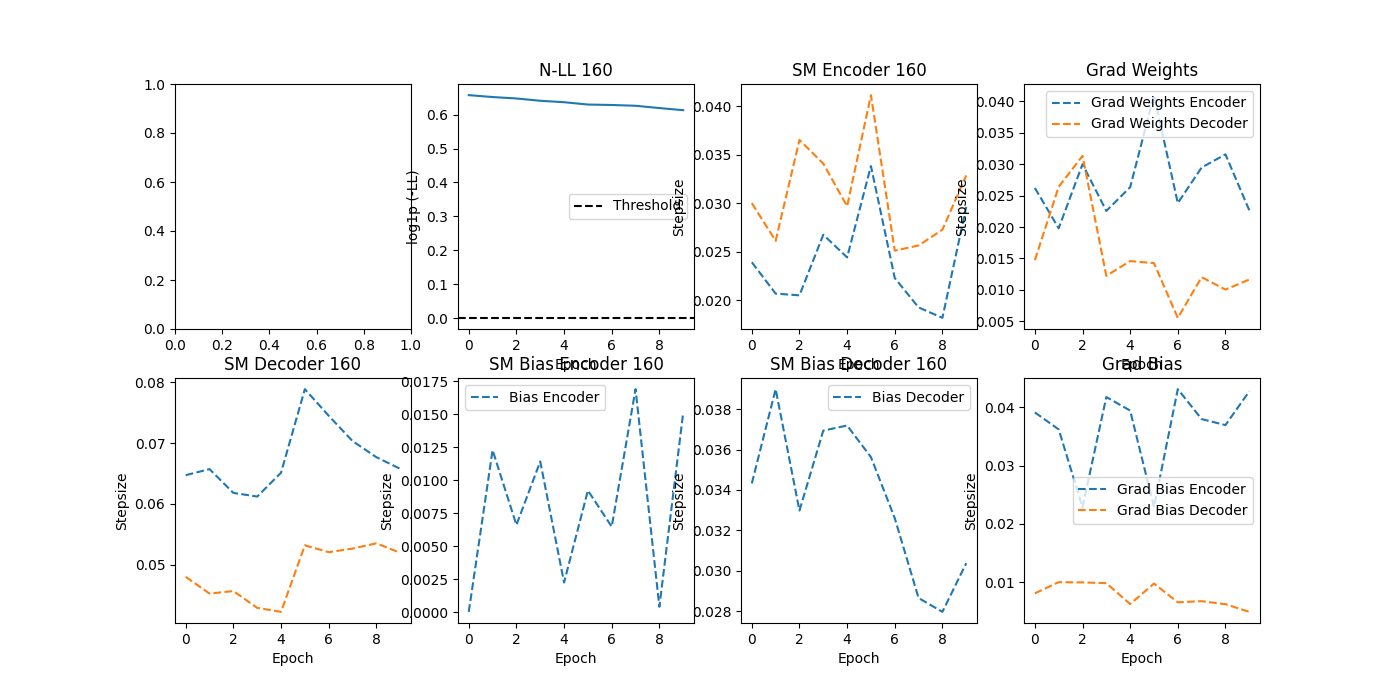 N-LL 160
SM Encoder 160
Grad Weights
1.0
0.8
0.6
0.4
0.2
0.0
0.0 0.2 0.4 0.6 0.8 1.0
log1p (-LL)
0.6
0.5
0.4
0.3
0.2
0.1
0.0
Threshold
0 2 4 6 8
Epoch
Stepsize
0.040
0.035
0.030
0.025
0.020
0 2 4 6 8
Epoch
Stepsize
0.040
0.035
0.030
0.025
0.020
0.015
0.010
0.005
Grad Weights Encoder
Grad Weights Decoder
0 2 4 6 8
Epoch
SM Decoder 160
SM Bias Encoder 160
SM Bias Decoder 160
Grad Bias
Stepsize
0.08
0.07
0.06
0.05
0 2 4 6 8
Epoch
Stepsize
0.0175
0.0150
0.0125
0.0100
0.0075
0.0050
0.0025
0.0000
Bias Encoder
0 2 4 6 8
Epoch
Stepsize
0.038
0.036
0.034
0.032
0.030
0.028
Bias Decoder
0 2 4 6 8
Epoch
Stepsize
0.04
0.03
0.02
0.01
Grad Bias Encoder
Grad Bias Decoder
0 2 4 6 8
Epoch